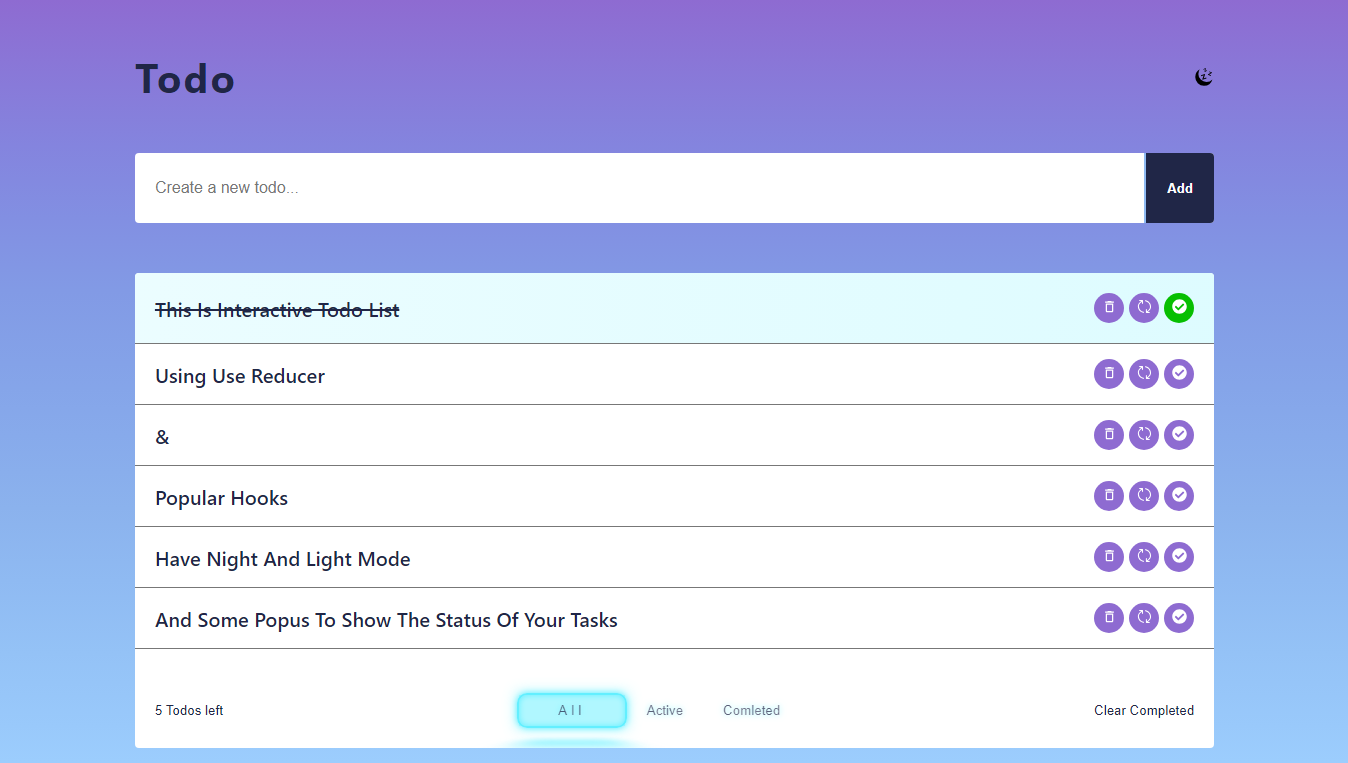 Todo
Create a new todo...
Add
This Is Interactive Todo List
Using Use Reducer
&
Popular Hooks
Have Night And Light Mode
And Some Popus To Show The Status Of Your Tasks
5 Todos left
All
Active
Comleted
Clear Completed